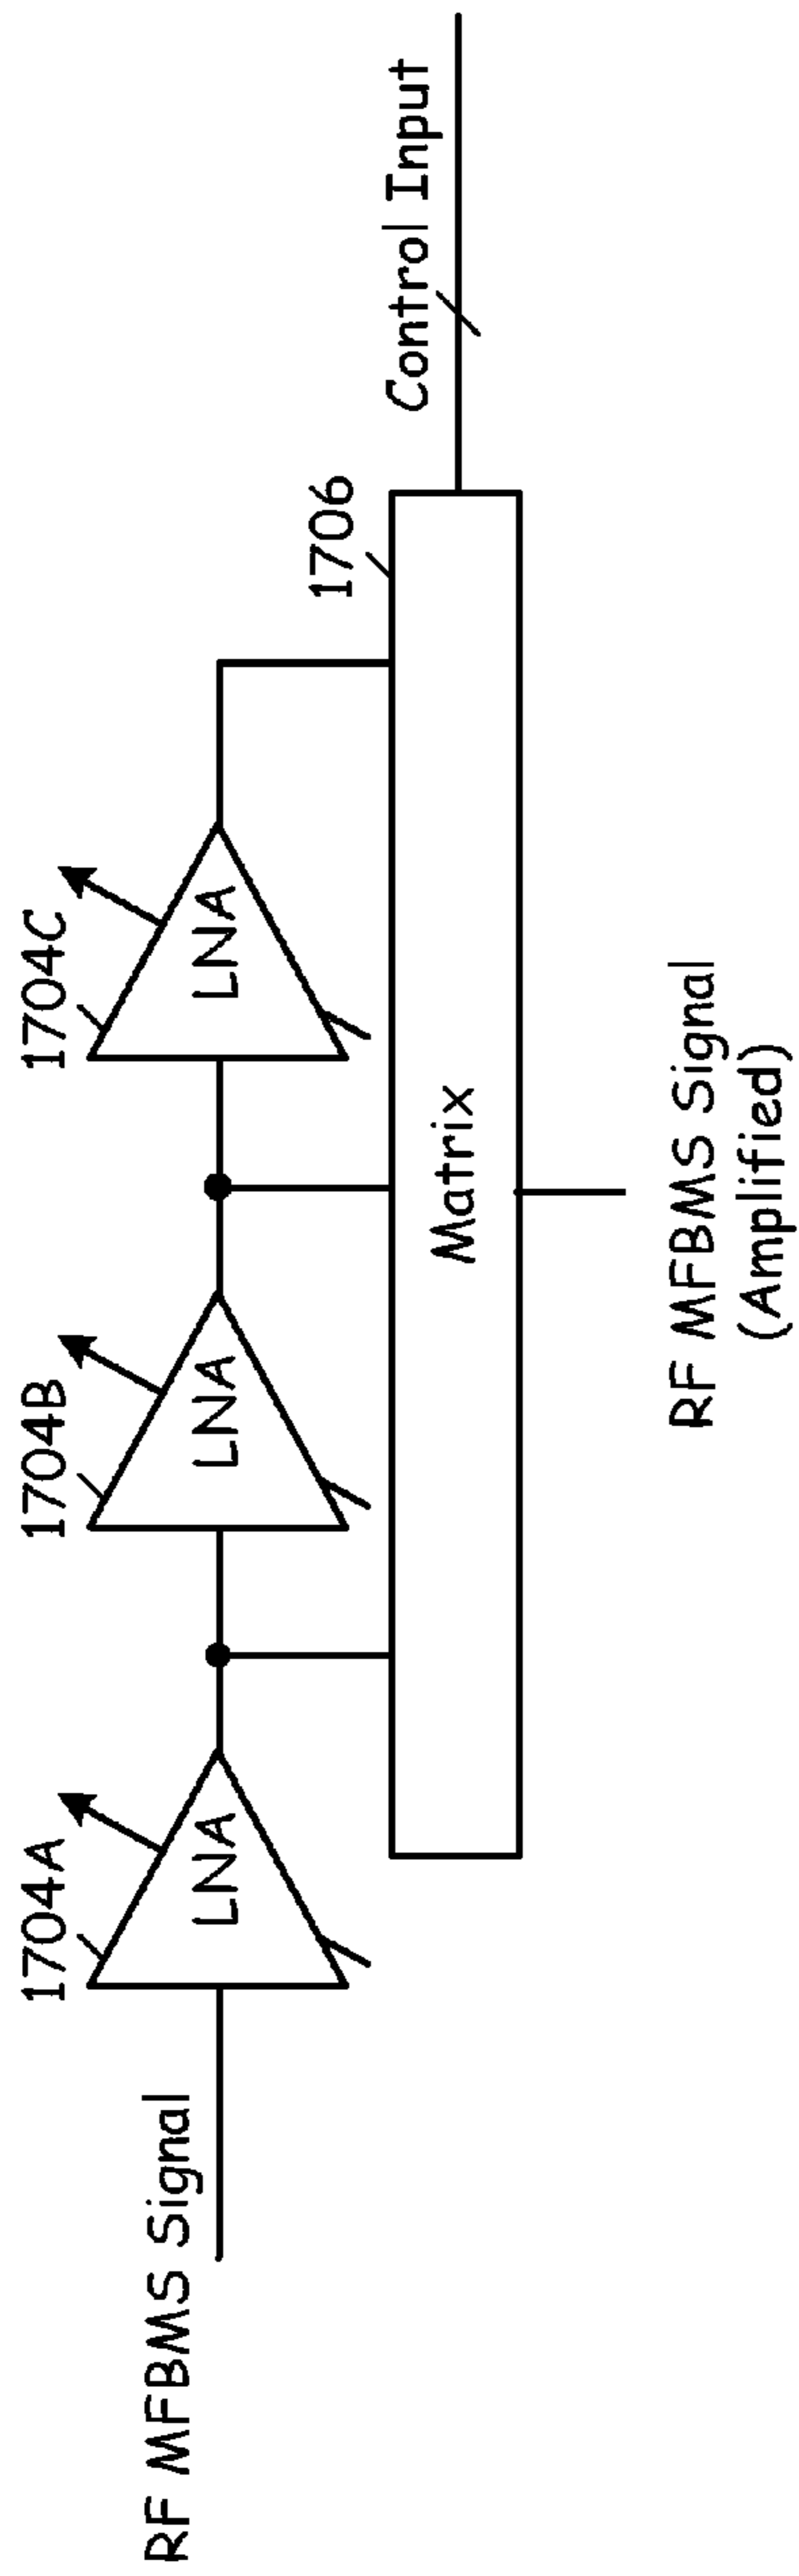 1704A
1704B
1704C
RF MFBMS Signal
LNA
LNA
LNA
1706
Control Input
Matrix
RF MFBMS Signal
(Amplified)